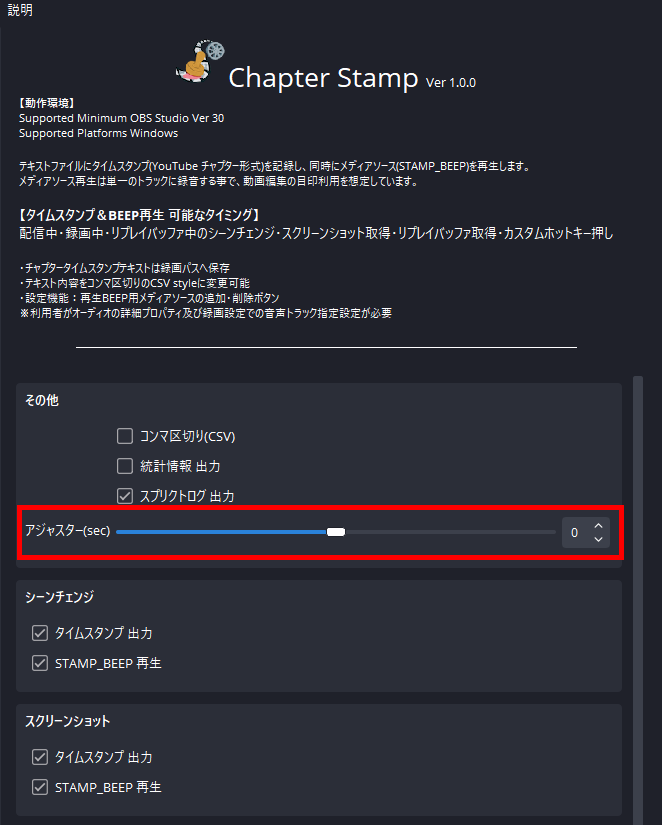 説明
Chapter Stamp Ver 1.0.0
【動作環境】
Supported Minimum OBS Studio Ver 30
Supported Platforms Windows
テキストファイルにタイムスタンプ(YouTube チャプター形式)を記録し、同時にメディアソース(STAMP_BEEP)を再生します。
メディアソース再生は単一のトラックに録音する事で、動画編集の目印利用を想定しています。
【タイムスタンプ＆BEEP再生 可能なタイミング】
配信中・録画中・リプレイバッファ中のシーンチェンジ・スクリーンショット取得・リプレイバッファ取得・カスタムホットキー押し
・チャプタータイムスタンプテキストは録画パスへ保存
・テキスト内容をコンマ区切りのCSV styleに変更可能
・設定機能：再生BEEP用メディアソースの追加・削除ボタン
※利用者がオーディオの詳細プロパティ及び録画設定での音声トラック指定設定が必要
その他
コンマ区切り(CSV)
統計情報 出力
スプリクトログ 出力
アジャスター(sec) 0
シーンチェンジ
タイムスタンプ 出力
STAMP_BEEP 再生
スクリーンショット
タイムスタンプ 出力
STAMP_BEEP 再生